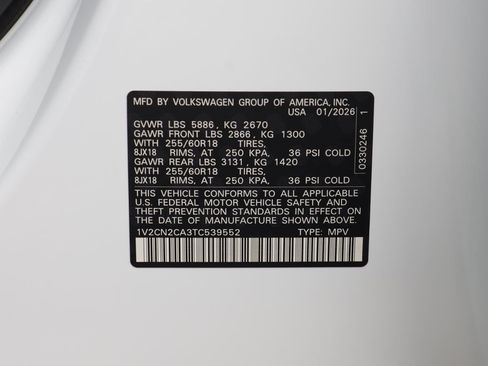 MFD BY VOLKSWAGEN GROUP OF AMERICA, INC.
USA 01/2026
GVWR LBS 5886 , KG 2670
GAWR FRONT LBS 2866 , KG 1300
WITH 255/60R18 TIRES,
8JX18 RIMS, AT 250 KPA, 36 PSI COLD
GAWR REAR LBS 3131 , KG 1420
WITH 255/60R18 TIRES,
8JX18 RIMS, AT 250 KPA, 36 PSI COLD
THIS VEHICLE CONFORMS TO ALL APPLICABLE
U.S. FEDERAL MOTOR VEHICLE SAFETY AND
THEFT PREVENTION STANDARDS IN EFFECT ON
THE DATE OF MANUFACTURE SHOWN ABOVE.
1V2CN2CA3TC539552 TYPE: MPV
0330246 1